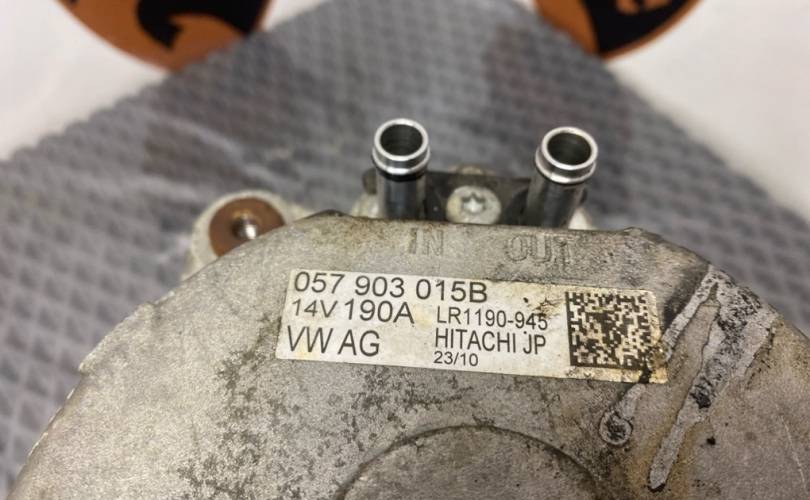 IN OUT
057 903 015B
14V 190A LR1190-945
VW AG HITACHI JP
23/10